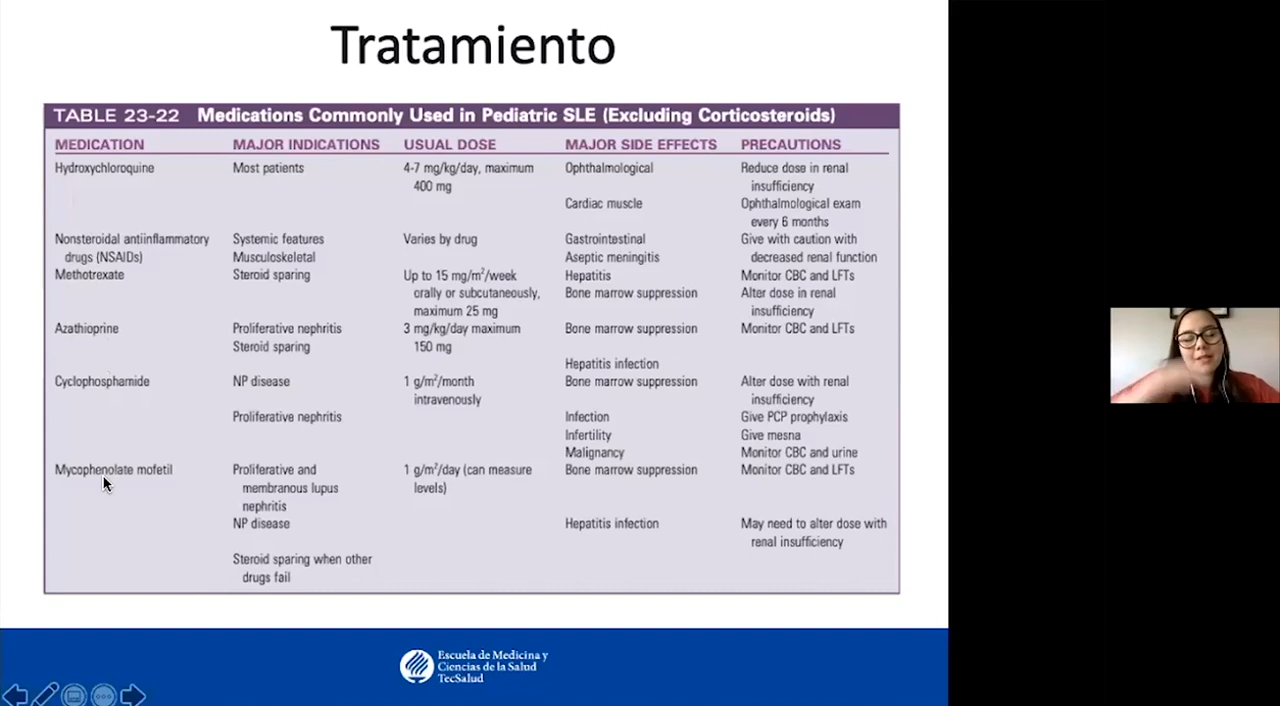 Tratamiento
TABLE 23-22 Medications Commonly Used in Pediatric SLE (Excluding Corticosteroids)
MEDICATION MAJOR INDICATIONS USUAL DOSE MAJOR SIDE EFFECTS PRECAUTIONS
Hydroxychloroquine Most patients 4-7 mg/kg/day, maximum Ophthalmological Reduce dose in renal
400 mg insufficiency
Cardiac muscle Ophthalmological exam
every 6 months
Nonsteroidal antiinflammatory Systemic features Varies by drug Gastrointestinal Give with caution with
drugs (NSAIDs) Musculoskeletal Aseptic meningitis decreased renal function
Methotrexate Steroid sparing Up to 15 mg/m²/week Hepatitis Monitor CBC and LFTs
orally or subcutaneously, Bone marrow suppression Alter dose in renal
maximum 25 mg insufficiency
Azathioprine Proliferative nephritis 3 mg/kg/day maximum Bone marrow suppression Monitor CBC and LFTs
Steroid sparing 150 mg
Hepatitis infection
Cyclophosphamide NP disease 1 g/m²/month Bone marrow suppression Alter dose with renal
intravenously insufficiency
Proliferative nephritis Infection Give PCP prophylaxis
Infertility Give mesna
Malignancy Monitor CBC and urine
Mycophenolate mofetil Proliferative and 1 g/m²/day (can measure Bone marrow suppression Monitor CBC and LFTs
membranous lupus levels)
nephritis
NP disease Hepatitis infection May need to alter dose with
renal insufficiency
Steroid sparing when other
drugs fail
Escuela de Medicina y
Ciencias de la Salud
TecSalud